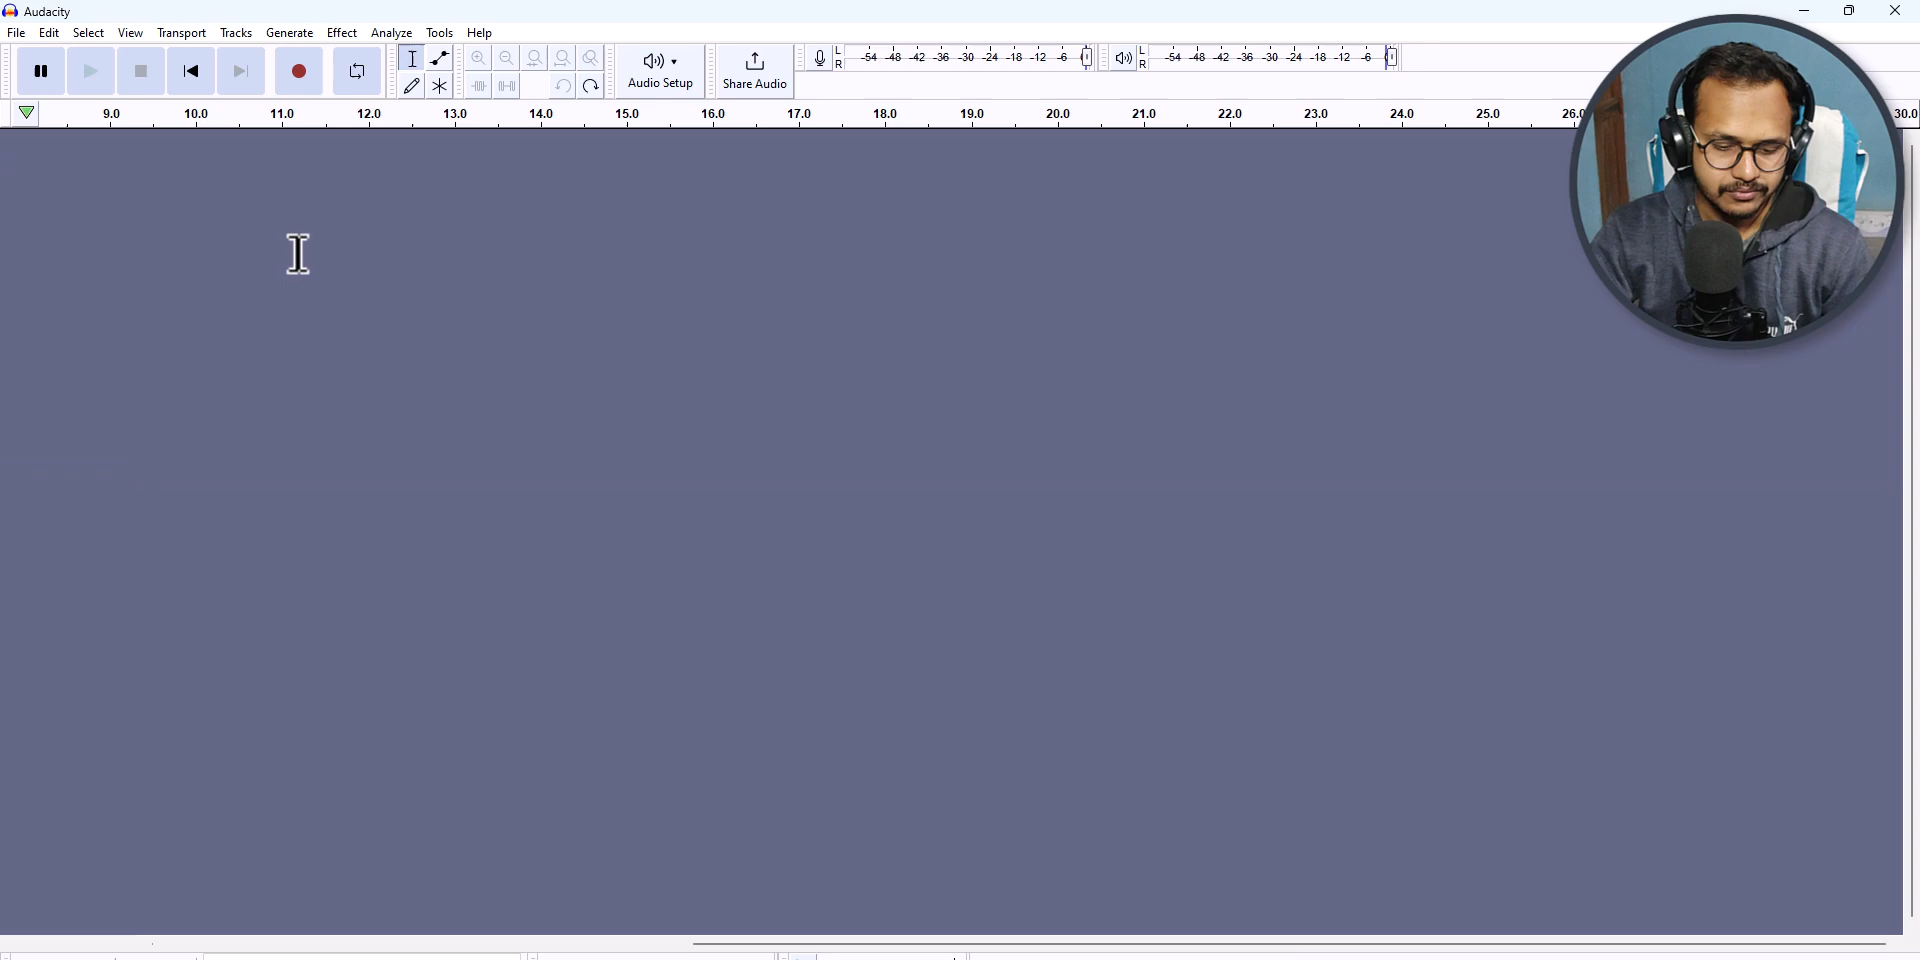 Audacity
File Edit Select View Transport Tracks Generate Effect Analyze Tools Help
L
R
-54 -48 -42 -36 -30 -24 -18 -12 -6
L
R
-54 -48 -42 -36 -30 -24 -18 -12 -6
Audio Setup
Share Audio
9.0 10.0 11.0 12.0 13.0 14.0 15.0 16.0 17.0 18.0 19.0 20.0 21.0 22.0 23.0 24.0 25.0 26.0 30.0